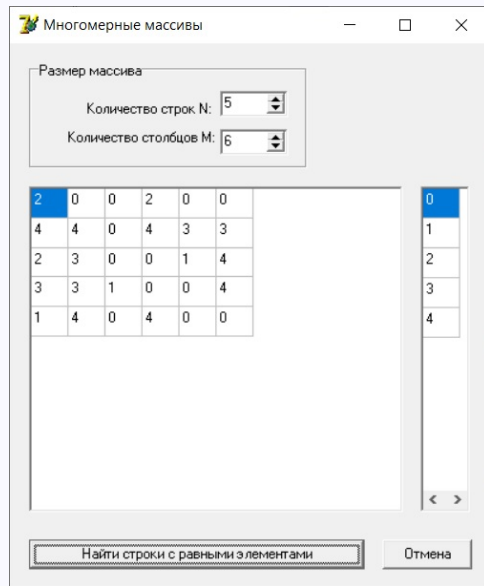 Многомерные массивы
Размер массива
Количество строк N: 5
Количество столбцов M: 6
2 0 0 2 0 0 0
4 4 0 4 3 3 1
2 3 0 0 1 4 2
3 3 1 0 0 4 3
1 4 0 4 0 0 4
Найти строки с равными элементами Отмена